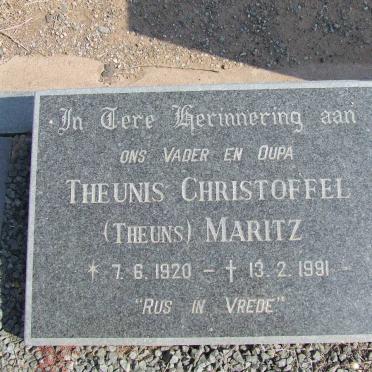 In Tere Herinnering aan
ONS VADER EN OUPA
THEUNIS CHRISTOFFEL
(THEUNS) MARITZ
* 7. 6. 1920 – † 13. 2. 1991 –
"RUS IN VREDE"